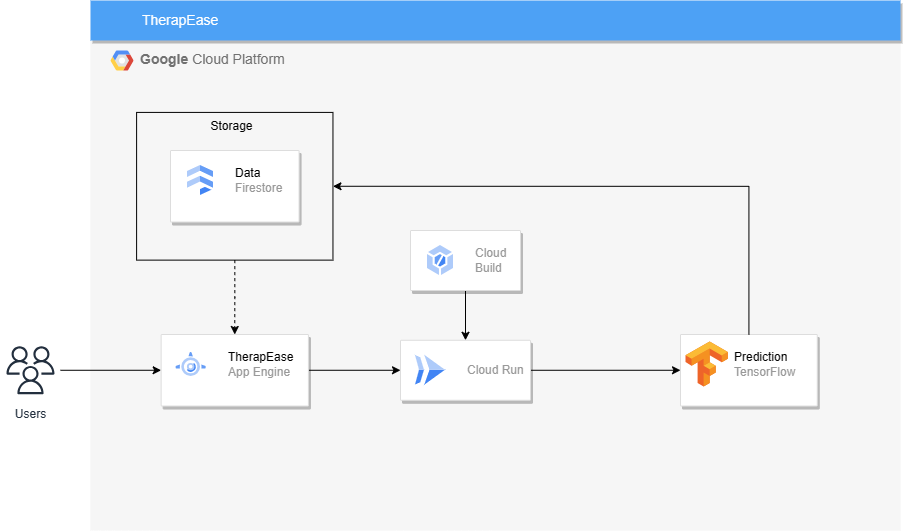 TherapEase
Google Cloud Platform
Storage
Data
Firestore
Cloud
Build
TherapEase
App Engine
Cloud Run
Prediction
TensorFlow
Users